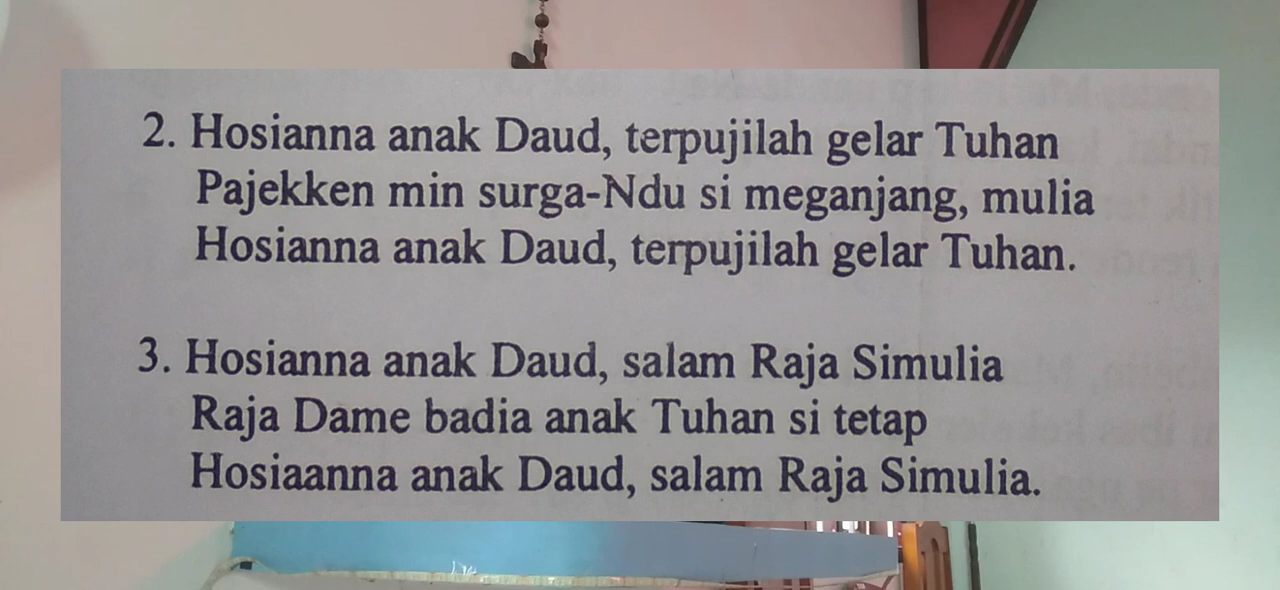 2. Hosianna anak Daud, terpujilah gelar Tuhan
Pajekken min surga-Ndu si meganjang, mulia
Hosianna anak Daud, terpujilah gelar Tuhan.
3. Hosianna anak Daud, salam Raja Simulia
Raja Dame badia anak Tuhan si tetap
Hosiaanna anak Daud, salam Raja Simulia.